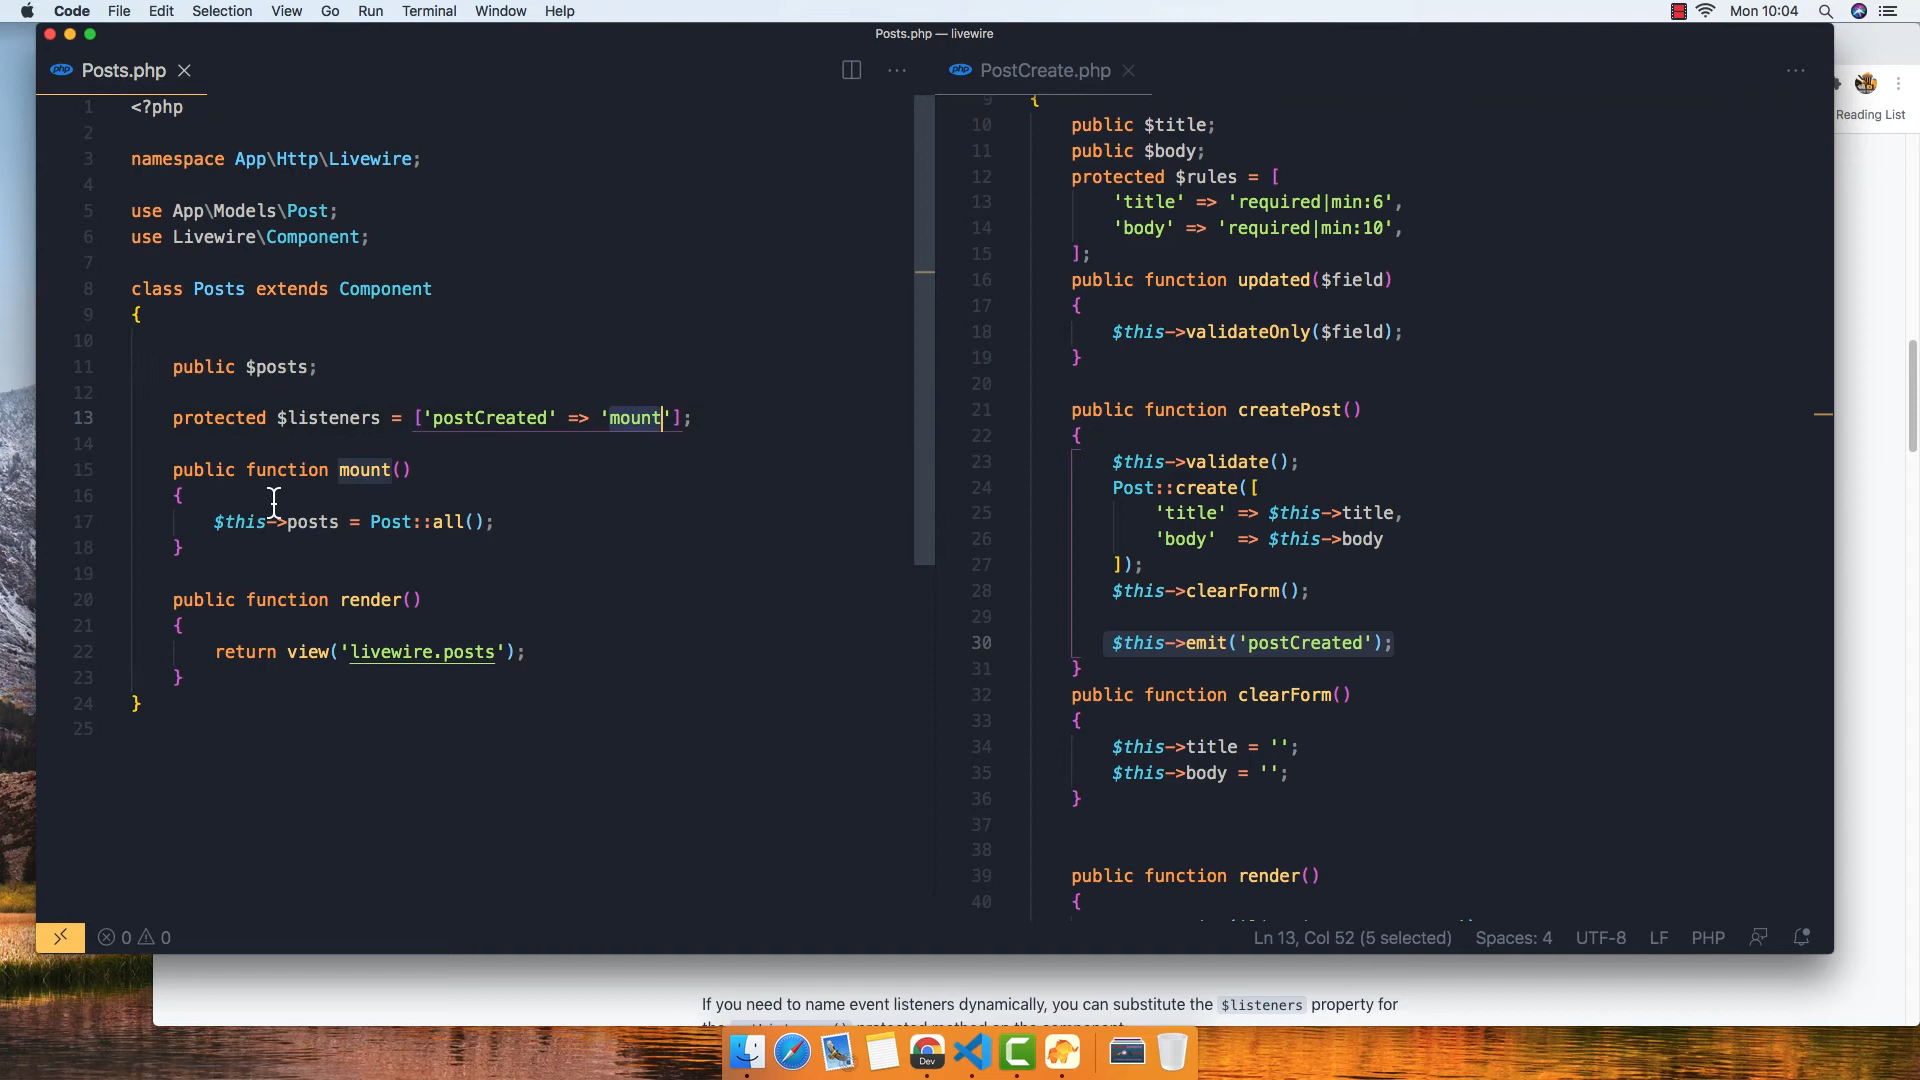 Code File Edit Selection View Go Run Terminal Window Help
Mon 10:04
Posts.php — livewire
php Posts.php
php PostCreate.php
Reading List
1 <?php
2
3 namespace App\Http\Livewire;
4
5 use App\Models\Post;
6 use Livewire\Component;
7
8 class Posts extends Component
9 {
10
11 public $posts;
12
13 protected $listeners = ['postCreated' => 'mount'];
14
15 public function mount()
16 {
17 $this->posts = Post::all();
18 }
19
20 public function render()
21 {
22 return view('livewire.posts');
23 }
24 }
25
9 {
10 public $title;
11 public $body;
12 protected $rules = [
13 'title' => 'required|min:6',
14 'body' => 'required|min:10',
15 ];
16 public function updated($field)
17 {
18 $this->validateOnly($field);
19 }
20
21 public function createPost()
22 {
23 $this->validate();
24 Post::create([
25 'title' => $this->title,
26 'body' => $this->body
27 ]);
28 $this->clearForm();
29
30 $this->emit('postCreated');
31 }
32 public function clearForm()
33 {
34 $this->title = '';
35 $this->body = '';
36 }
37
38
39 public function render()
40 {
0 0
Ln 13, Col 52 (5 selected) Spaces: 4 UTF-8 LF PHP
If you need to name event listeners dynamically, you can substitute the $listeners property for
protected method on the component
Dev